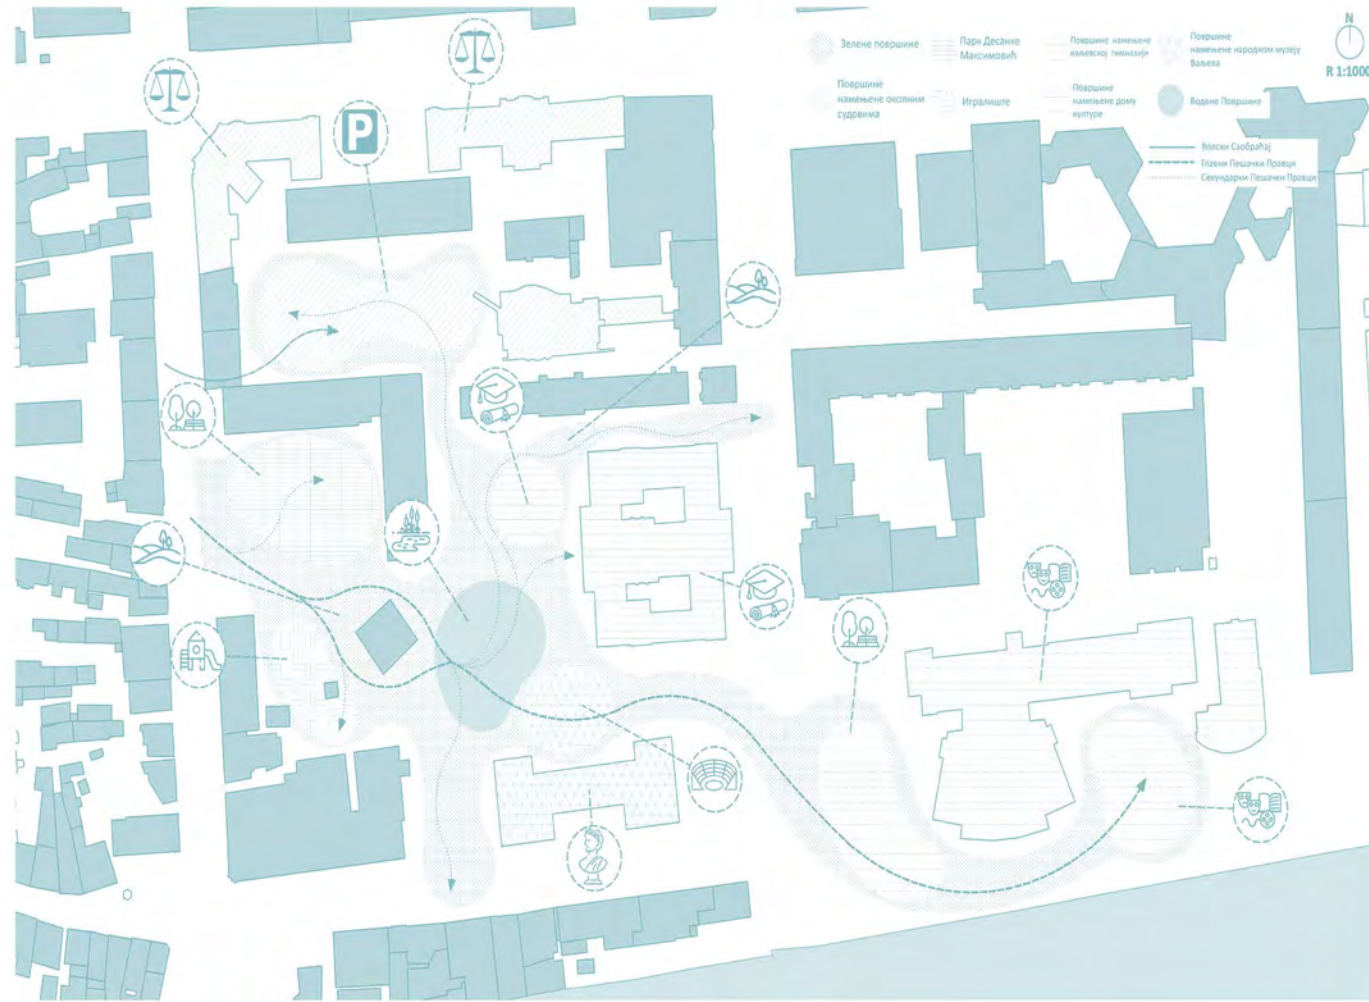 Зелене површине
Парк Десанке
Максимовић
Површине
намењене
ваљевској гимназији
Површине
намењене народном музеју
Ваљева
N
R 1:1000
Површине
намењене околним
судовима
Игралиште
Површине
намењене дому
културе
Водене Површине
Колски Саобраћај
Главни Пешачки Правци
Секундарни Пешачки Правци
P